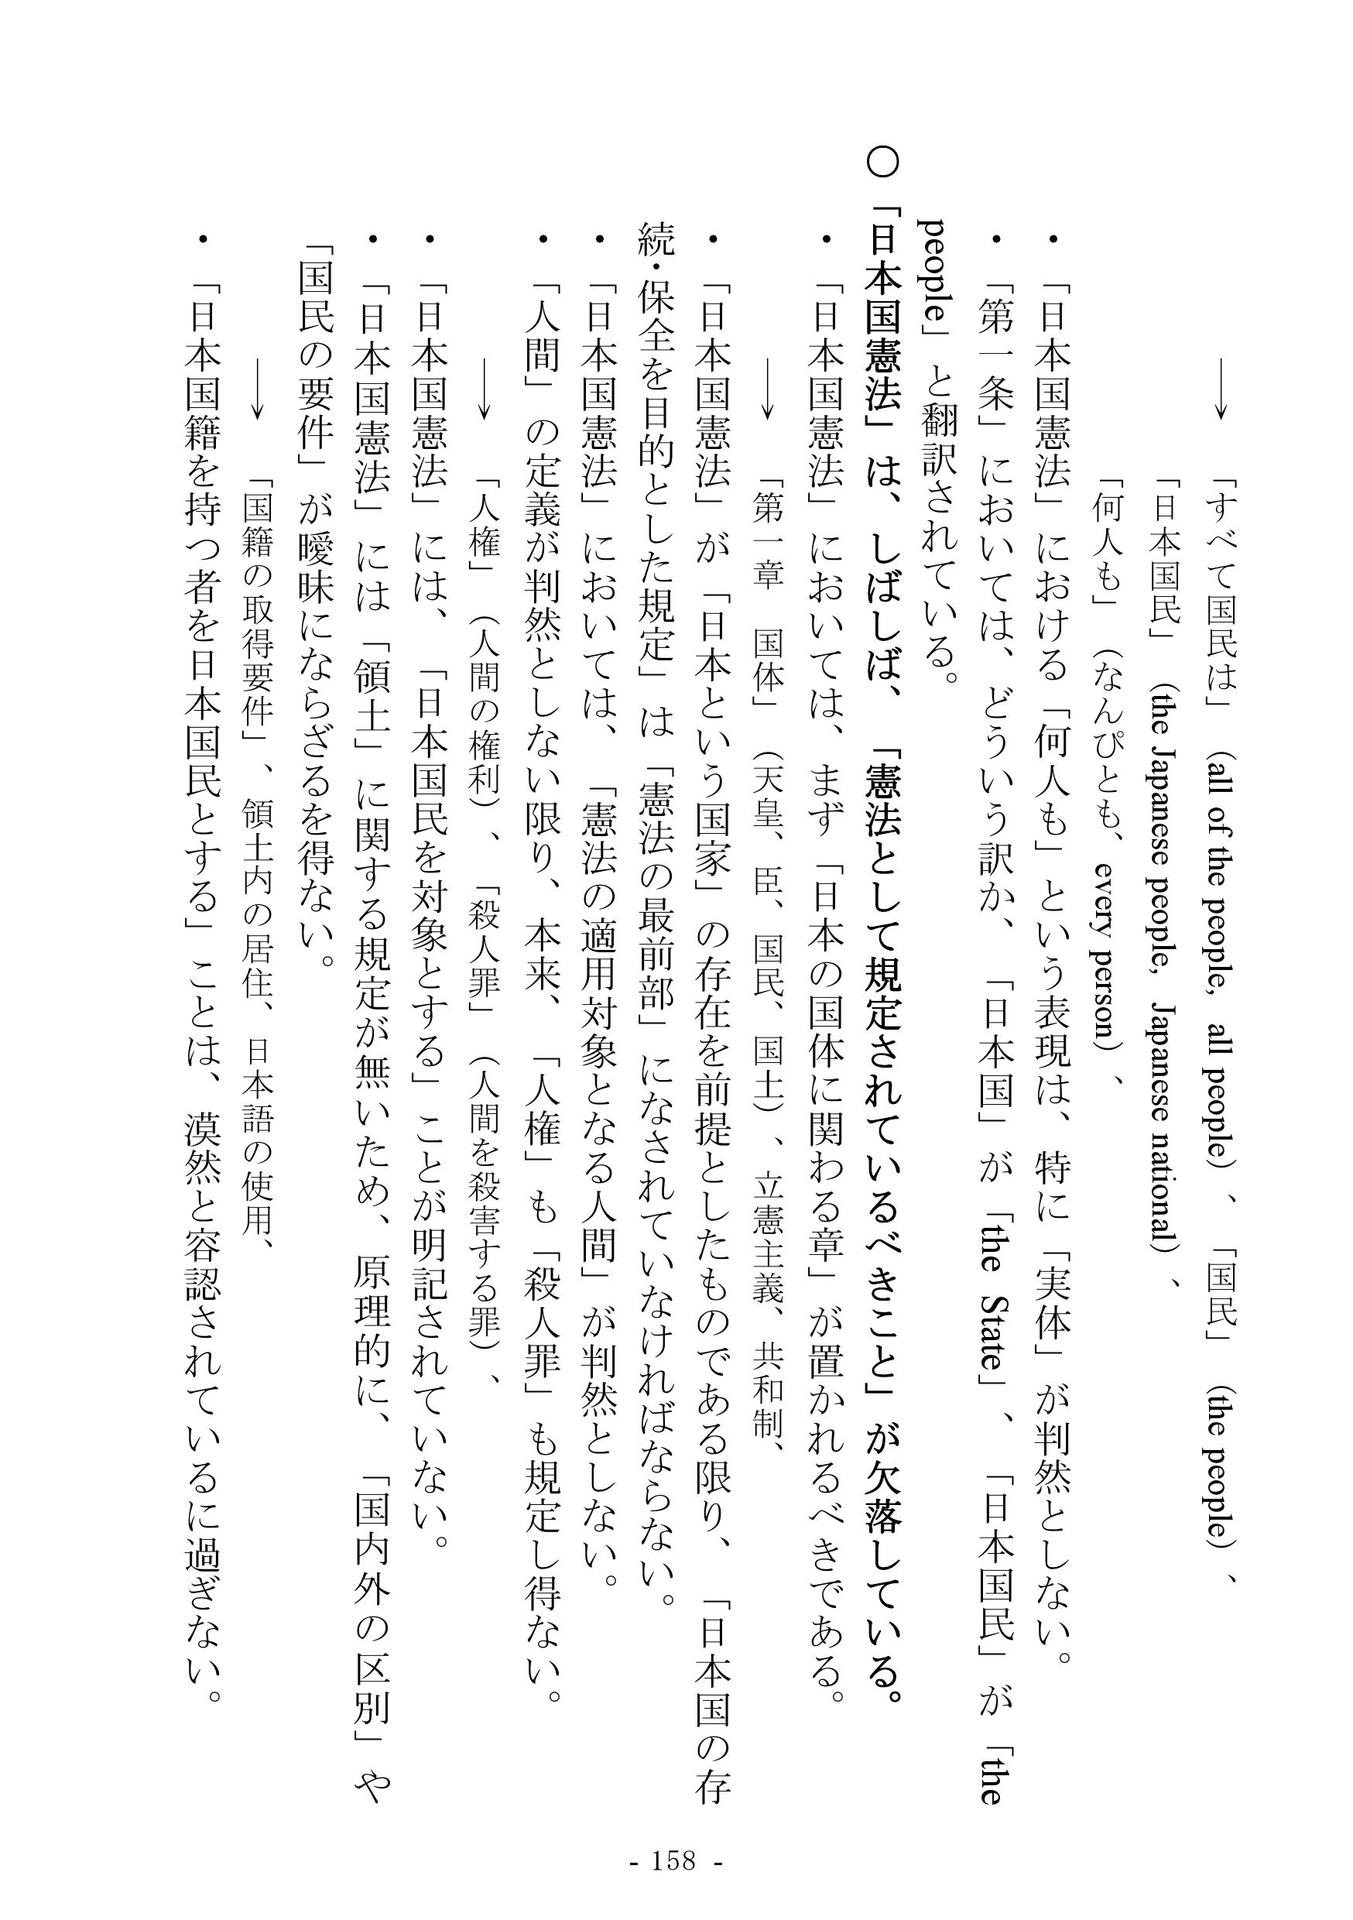 → 「すべて国民は」（all of the people, all people）、「国民」（the people）、
「日本国民」（the Japanese people, Japanese national）、
「何人も」（なんぴとも、every person）、
・「日本国憲法」における「何人も」という表現は、特に「実体」が判然としない。
・「第一条」においては、どういう訳か、「日本国」が「the State」、「日本国民」が「the
people」と翻訳されている。
〇「日本国憲法」は、しばしば、「憲法として規定されているべきこと」が欠落している。
・「日本国憲法」においては、まず「日本の国体に関わる章」が置かれるべきである。
→ 「第一章 国体」（天皇、臣、国民、国土）、立憲主義、共和制、
・「日本国憲法」が「日本という国家」の存在を前提としたものである限り、「日本国の存
続・保全を目的とした規定」は「憲法の最前部」になされていなければならない。
・「日本国憲法」においては、「憲法の適用対象となる人間」が判然としない。
・「人間」の定義が判然としない限り、本来、「人権」も「殺人罪」も規定し得ない。
→ 「人権」（人間の権利）、「殺人罪」（人間を殺害する罪）、
・「日本国憲法」には、「日本国民を対象とする」ことが明記されていない。
・「日本国憲法」には「領土」に関する規定が無いため、原理的に、「国内外の区別」や
「国民の要件」が曖昧にならざるを得ない。
→ 「国籍の取得要件」、領土内の居住、日本語の使用、
・「日本国籍を持つ者を日本国民とする」ことは、漠然と容認されているに過ぎない。
- 158 -